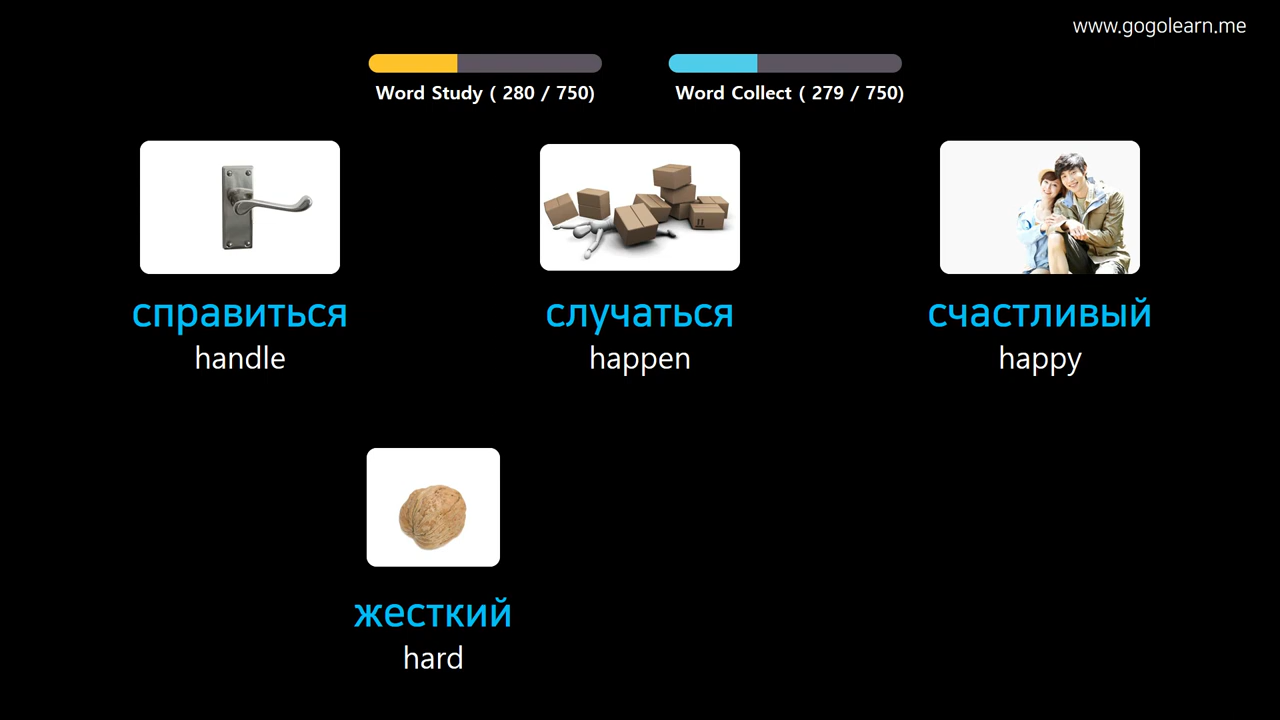 www.gogolearn.me
Word Study ( 280 / 750)
Word Collect ( 279 / 750)
справиться
handle
случаться
happen
счастливый
happy
жесткий
hard